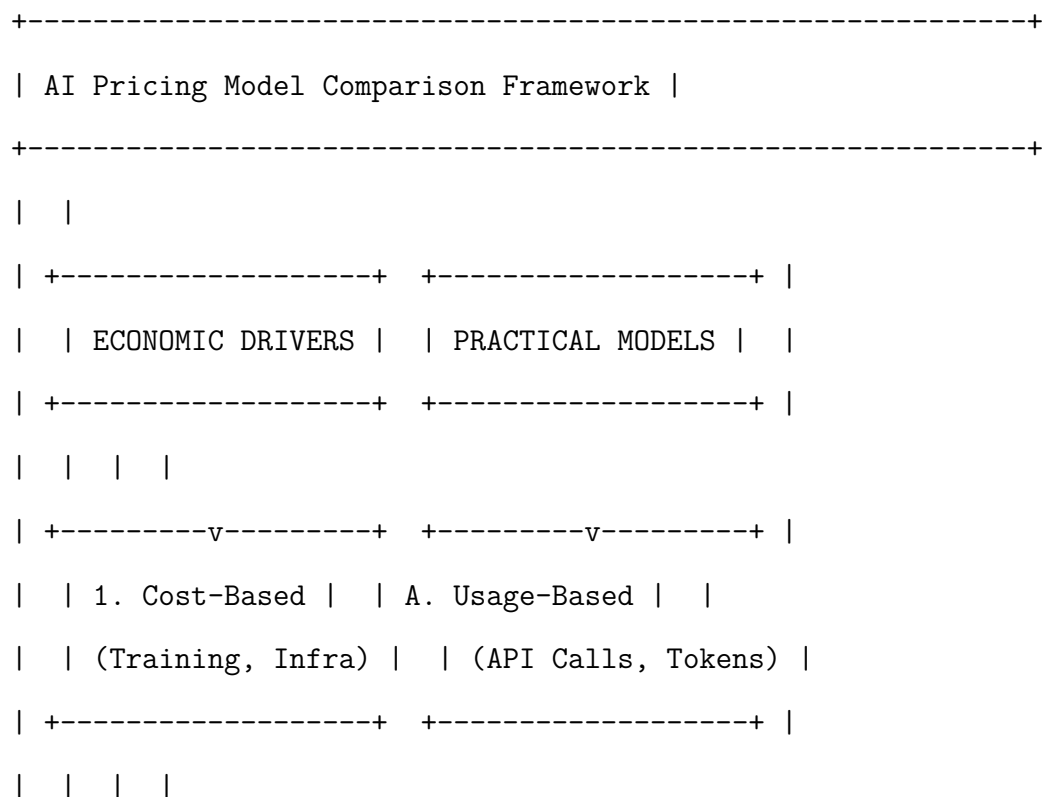 +-------------------------------------------------------------+
| AI Pricing Model Comparison Framework |
+-------------------------------------------------------------+
| |
| +-------------------+ +-------------------+ |
| | ECONOMIC DRIVERS | | PRACTICAL MODELS | |
| +-------------------+ +-------------------+ |
| | | |
| +---------v---------+ +---------v---------+ |
| | 1. Cost-Based | | A. Usage-Based | |
| | (Training, Infra) | | (API Calls, Tokens) |
| +-------------------+ +-------------------+ |
| | | |